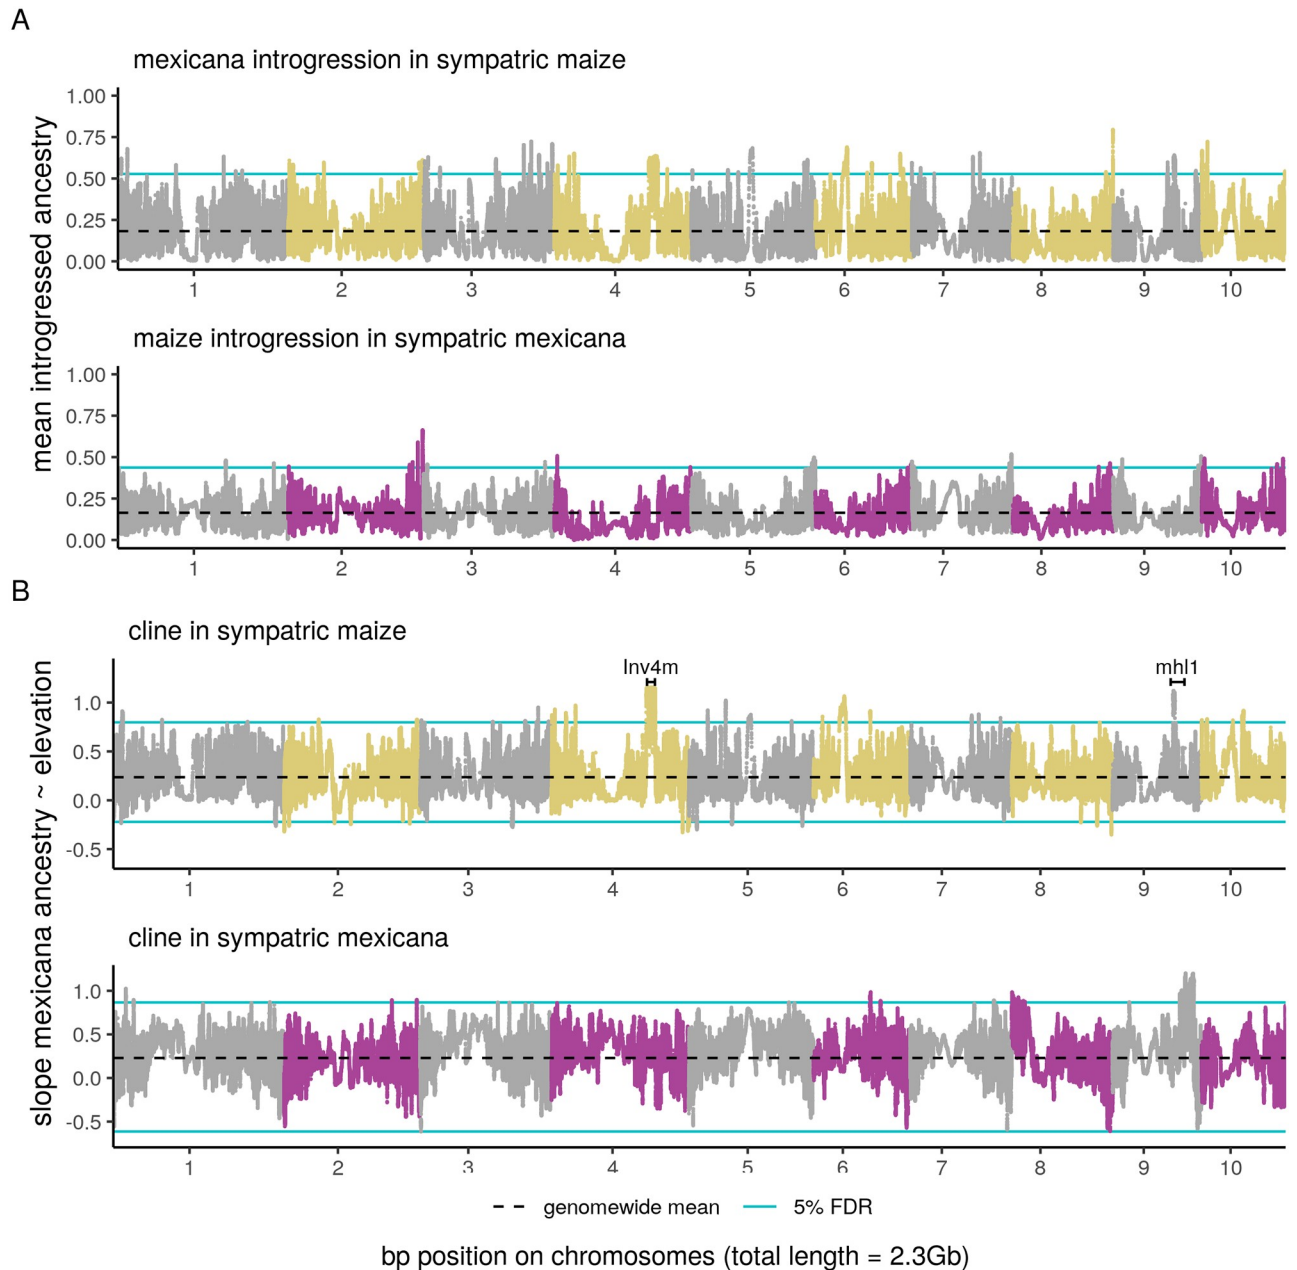 A
mexicana introgression in sympatric maize
mean introgressed ancestry
1.00
0.75
0.50
0.25
0.00
1 2 3 4 5 6 7 8 9 10
maize introgression in sympatric mexicana
1.00
0.75
0.50
0.25
0.00
1 2 3 4 5 6 7 8 9 10
B
cline in sympatric maize
slope mexicana ancestry ~ elevation
Inv4m mhl1
1.0
0.5
0.0
-0.5
1 2 3 4 5 6 7 8 9 10
cline in sympatric mexicana
1.0
0.5
0.0
-0.5
1 2 3 4 5 6 7 8 9 10
genomewide mean 5% FDR
bp position on chromosomes (total length = 2.3Gb)